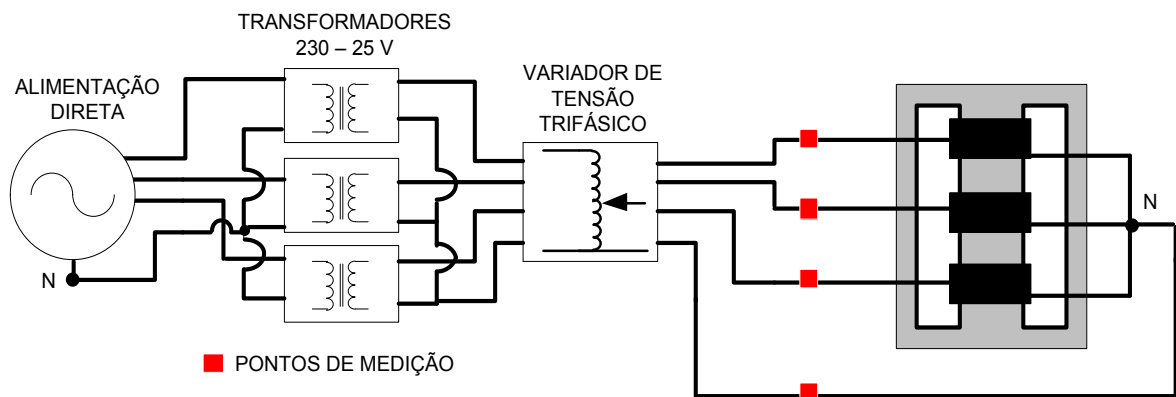 TRANSFORMADORES
230 – 25 V
ALIMENTAÇÃO
DIRETA
VARIADOR DE
TENSÃO
TRIFÁSICO
N
N
PONTOS DE MEDIÇÃO